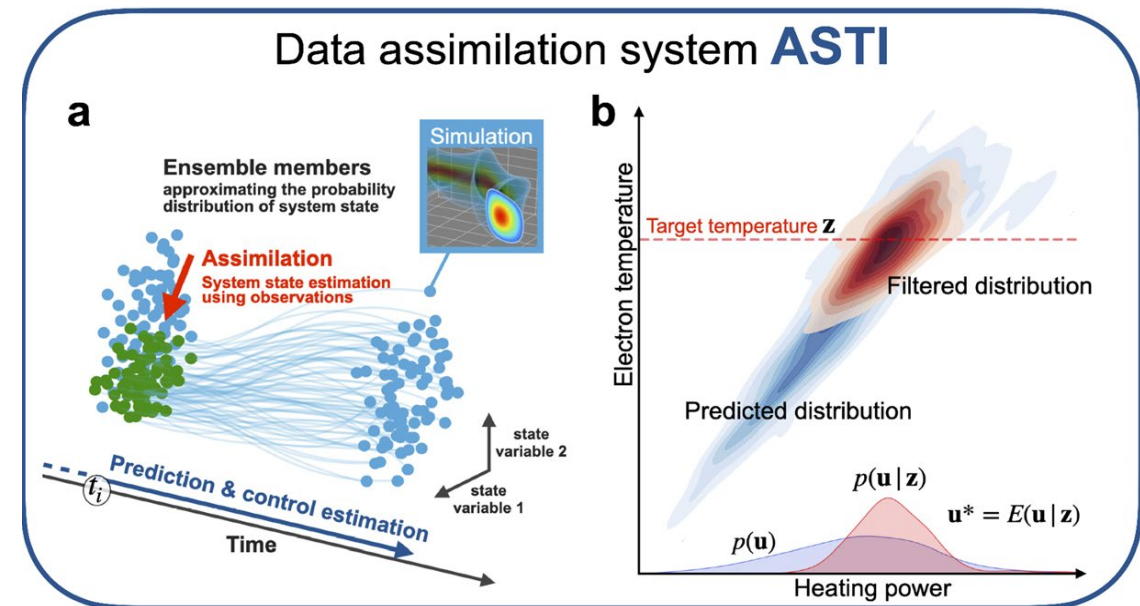 Data assimilation system ASTI
a
Simulation
Ensemble members
approximating the probability
distribution of system state
Assimilation
System state estimation
using observations
state
variable 2
state
variable 1
Prediction & control estimation
tᵢ
Time
b
Electron temperature
Target temperature z
Filtered distribution
Predicted distribution
p(u|z)
u* = E(u|z)
p(u)
Heating power